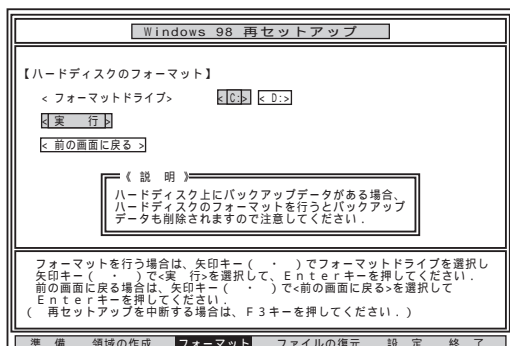 Windows 98 再セットアップ
【ハードディスクのフォーマット】
< フォーマットドライブ> < C:> < D:>
< 実 行 >
< 前の画面に戻る >
《 説 明 》
ハードディスク上にバックアップデータがある場合、
ハードディスクのフォーマットを行うとバックアップ
データも削除されますので注意してください.
フォーマットを行う場合は、矢印キー( ・ )でフォーマットドライブを選択し
矢印キー( ・ )で<実 行>を選択して、Enterキーを押してください.
前の画面に戻る場合は、矢印キー( ・ )で<前の画面に戻る>を選択して
Enterキーを押してください.
( 再セットアップを中断する場合は、F3キーを押してください.)
準 備 領域の作成 フォーマット ファイルの復元 設 定 終 了